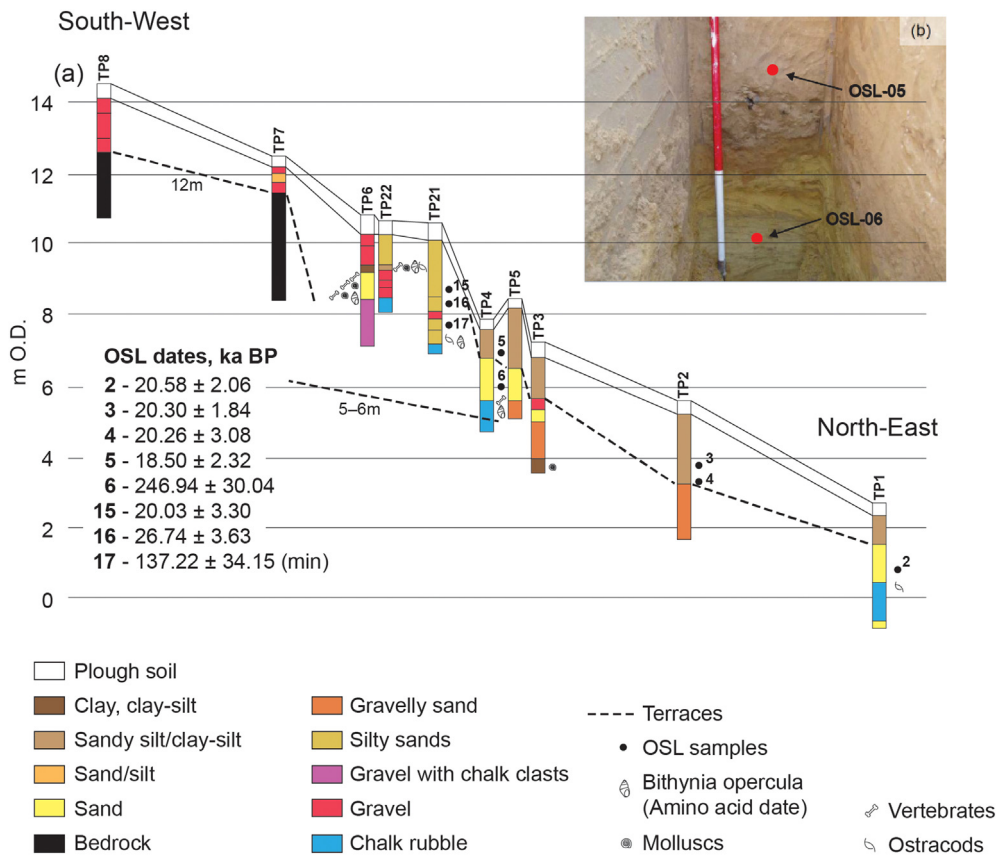 South-West
(a)
(b)
TP8
14
OSL-05
TP7
12
12m
OSL-06
TP6
TP22
TP21
10
15
16
TP5
8
17
TP4
TP3
m O.D.
OSL dates, ka BP
5
2 - 20.58 ± 2.06
6
6
3 - 20.30 ± 1.84
5–6m
TP2
4 - 20.26 ± 3.08
North-East
5 - 18.50 ± 2.32
4
3
6 - 246.94 ± 30.04
4
TP1
15 - 20.03 ± 3.30
16 - 26.74 ± 3.63
2
17 - 137.22 ± 34.15 (min)
2
0
Plough soil
Clay, clay-silt
Sandy silt/clay-silt
Sand/silt
Sand
Bedrock
Gravelly sand
Silty sands
Gravel with chalk clasts
Gravel
Chalk rubble
Terraces
OSL samples
Bithynia opercula
(Amino acid date)
Molluscs
Vertebrates
Ostracods